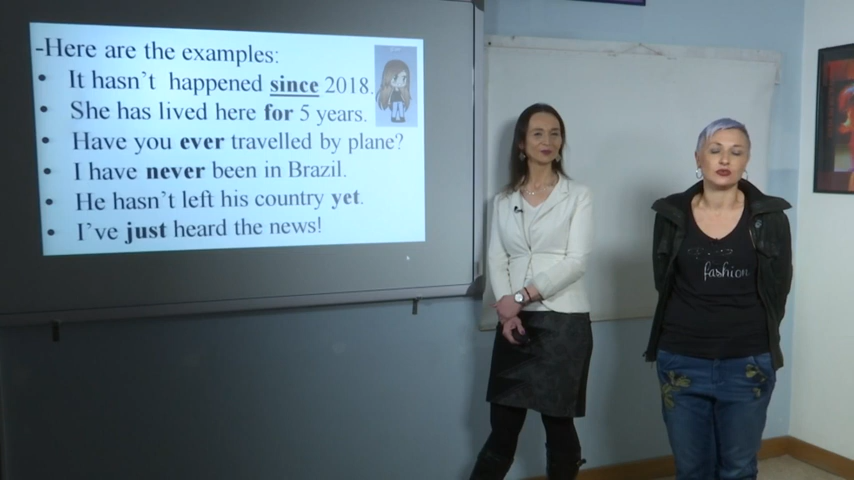 -Here are the examples:
• It hasn't happened since 2018.
• She has lived here for 5 years.
• Have you ever travelled by plane?
• I have never been in Brazil.
• He hasn't left his country yet.
• I've just heard the news!
fashion